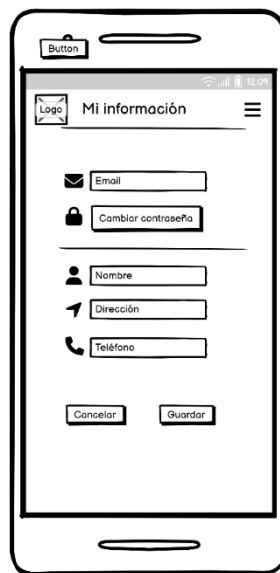 Button
12:09
Logo Mi información
Email
Cambiar contraseña
Nombre
Dirección
Teléfono
Cancelar Guardar